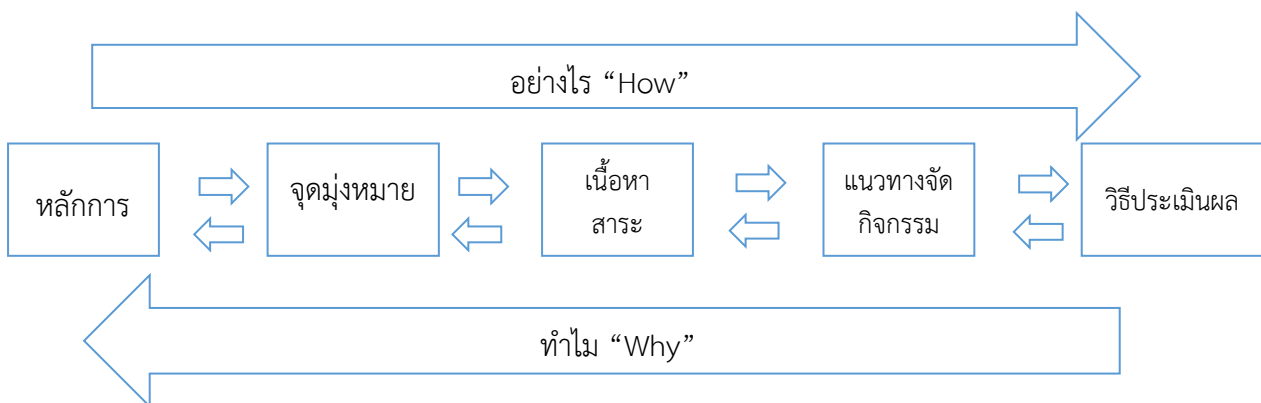 อย่างไร “How”
หลักการ
จุดมุ่งหมาย
เนื้อหา
สาระ
แนวทางจัด
กิจกรรม
วิธีประเมินผล
ทำไม “Why”